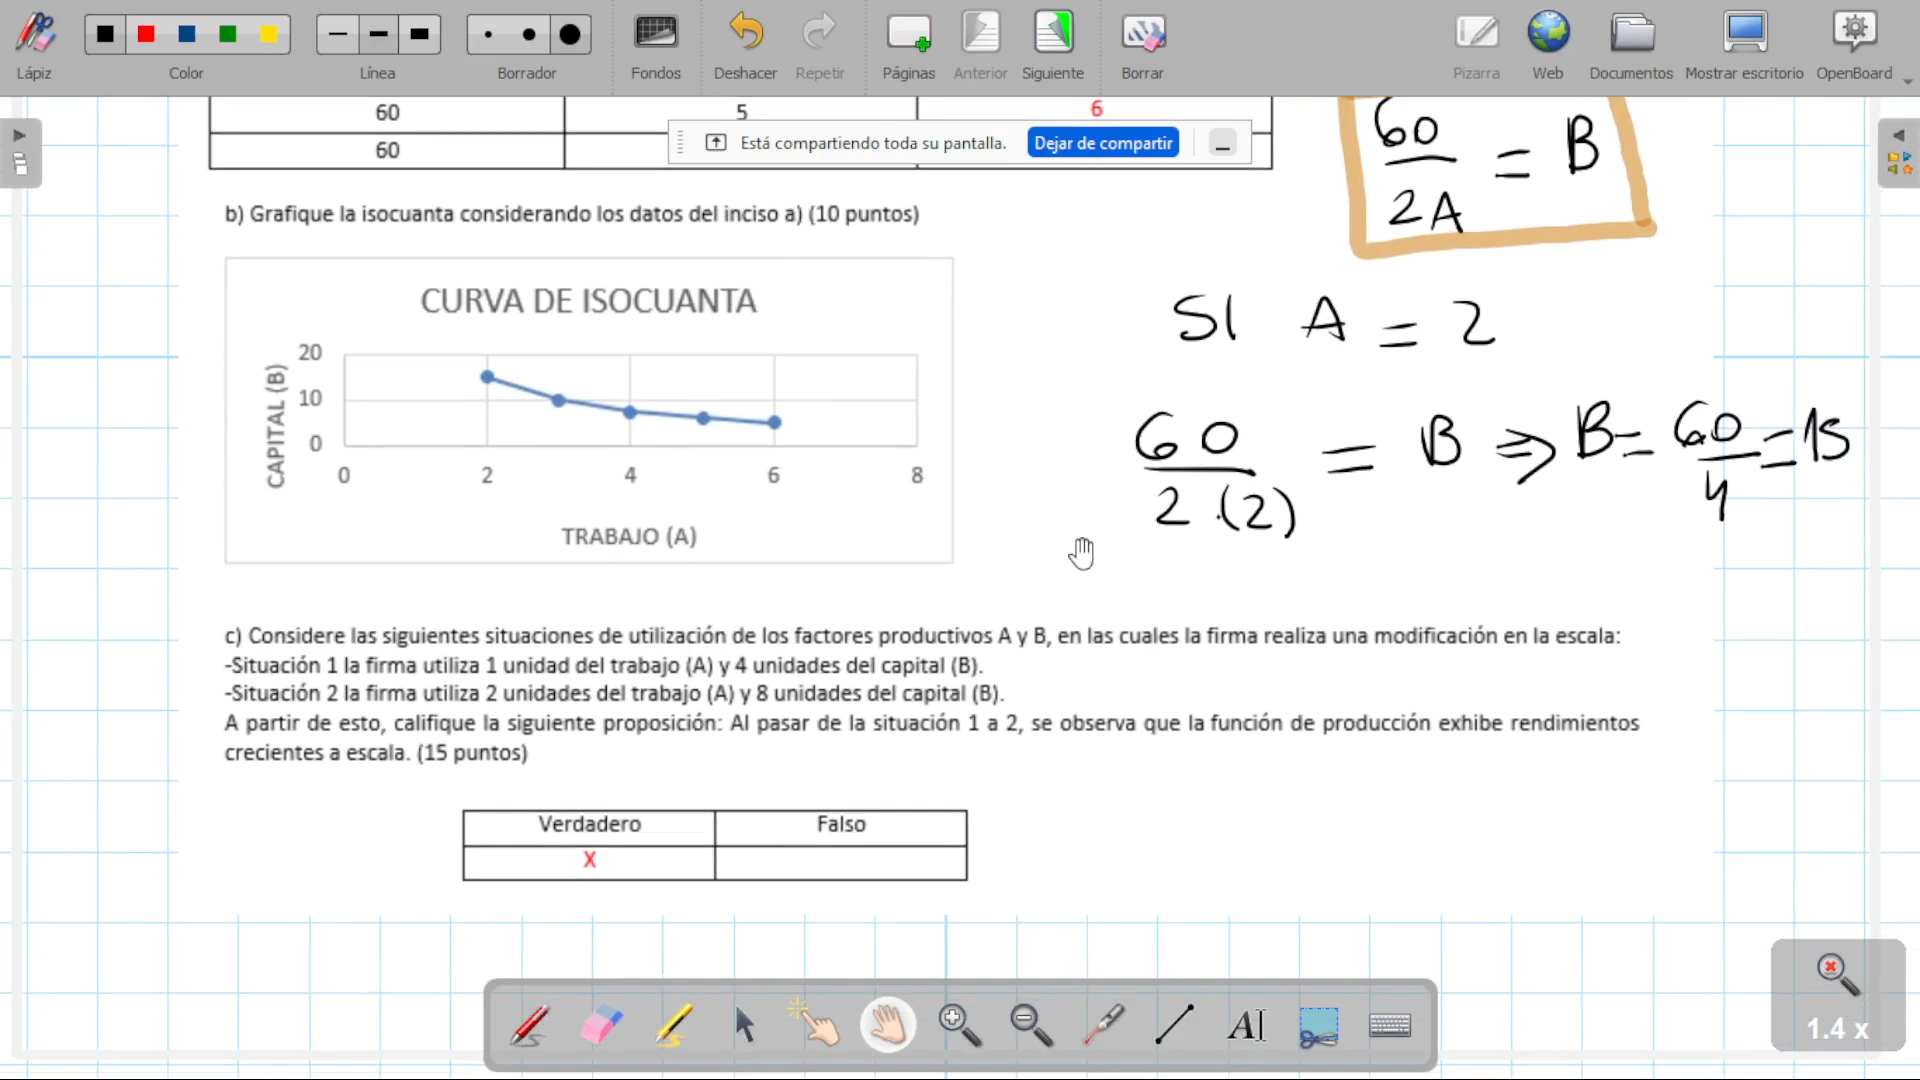 Lápiz
Color
Línea
Borrador
Fondos
Deshacer
Repetir
Páginas
Anterior
Siguiente
Borrar
Pizarra
Web
Documentos
Mostrar escritorio
OpenBoard
60 5 6
60
Está compartiendo toda su pantalla. Dejar de compartir
60
2A
= B
b) Grafique la isocuanta considerando los datos del inciso a) (10 puntos)
CURVA DE ISOCUANTA
CAPITAL (B)
20
10
0
0 2 4 6 8
TRABAJO (A)
SI A = 2
60 = B ⇒ B = 60 = 15
2 · (2) 4
c) Considere las siguientes situaciones de utilización de los factores productivos A y B, en las cuales la firma realiza una modificación en la escala:
-Situación 1 la firma utiliza 1 unidad del trabajo (A) y 4 unidades del capital (B).
-Situación 2 la firma utiliza 2 unidades del trabajo (A) y 8 unidades del capital (B).
A partir de esto, califique la siguiente proposición: Al pasar de la situación 1 a 2, se observa que la función de producción exhibe rendimientos
crecientes a escala. (15 puntos)
Verdadero Falso
X
AI
1.4 x